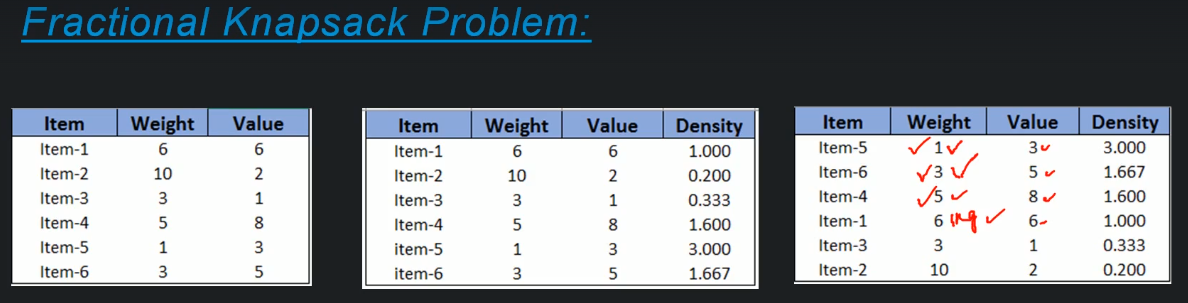 Fractional Knapsack Problem:
Item Weight Value
Item-1 6 6
Item-2 10 2
Item-3 3 1
Item-4 5 8
Item-5 1 3
Item-6 3 5
Item Weight Value Density
Item-1 6 6 1.000
Item-2 10 2 0.200
Item-3 3 1 0.333
Item-4 5 8 1.600
item-5 1 3 3.000
item-6 3 5 1.667
Item Weight Value Density
Item-5 1 3 3.000
Item-6 3 5 1.667
Item-4 5 8 1.600
Item-1 6 6 1.000
Item-3 3 1 0.333
Item-2 10 2 0.200